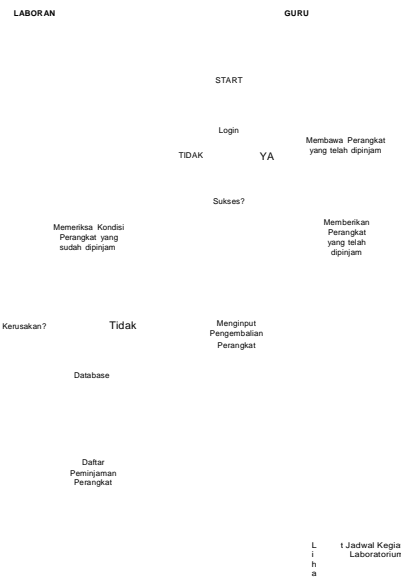 LABORAN
GURU
START
Login
TIDAK
YA
Membawa Perangkat
yang telah dipinjam
Sukses?
Memeriksa Kondisi
Perangkat yang
sudah dipinjam
Memberikan
Perangkat
yang telah
dipinjam
Kerusakan?
Tidak
Menginput
Pengembalian
Perangkat
Database
Daftar
Peminjaman
Perangkat
L t Jadwal Kegia
i Laboratorium
h
a